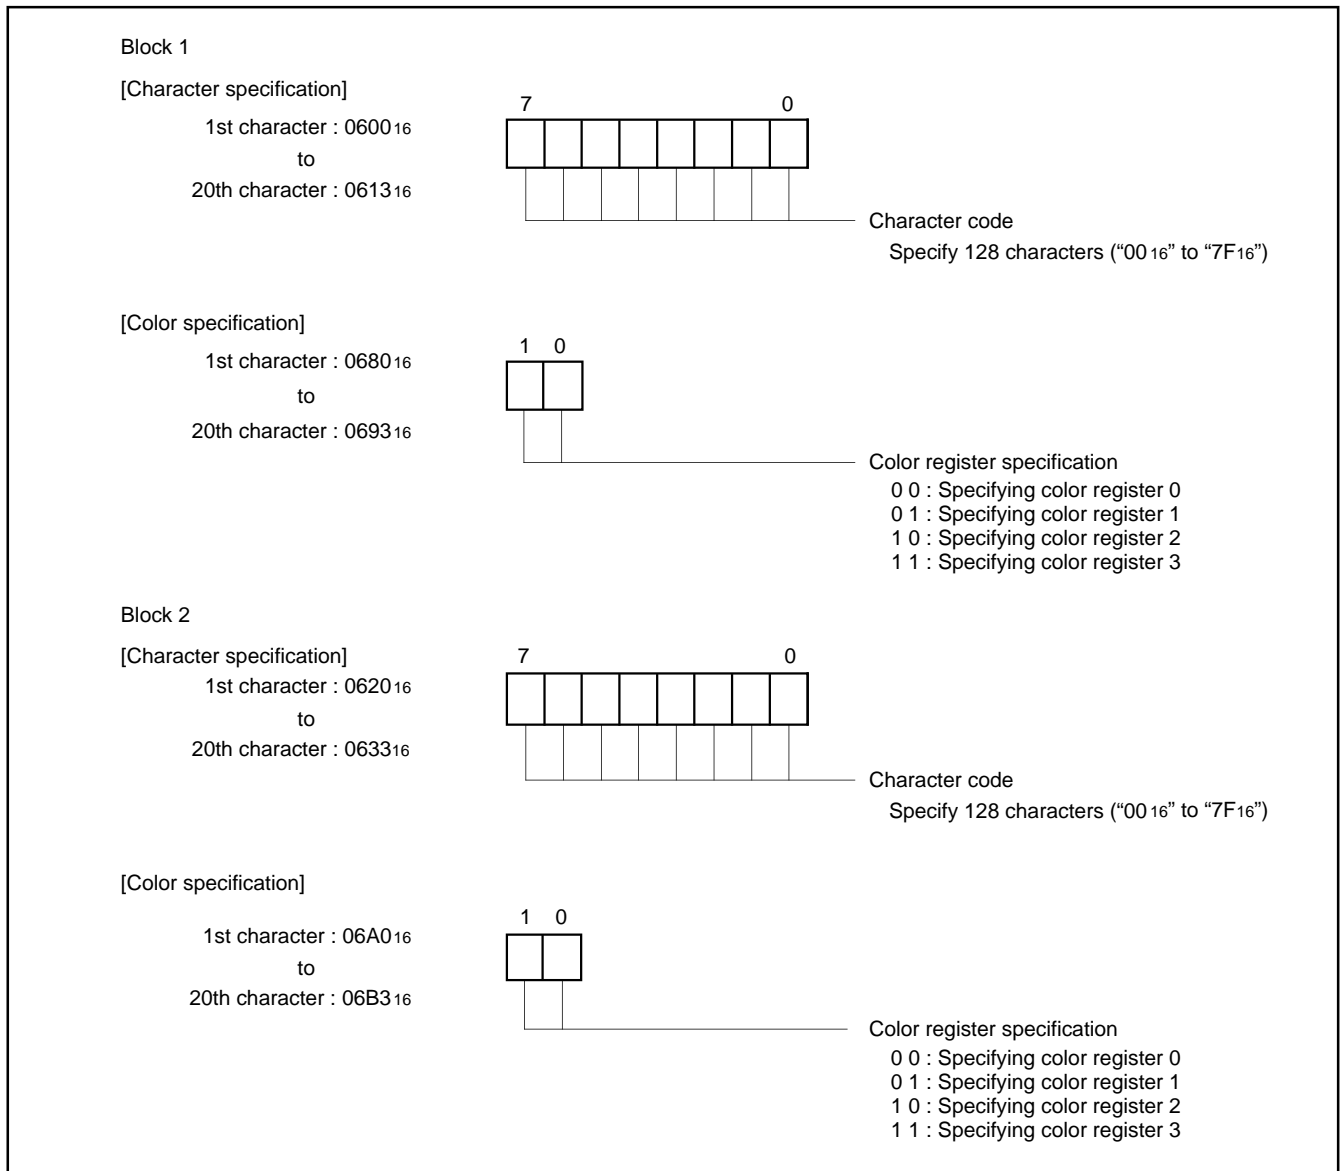 Block 1
[Character specification]
7 0
1st character : 0600₁₆
to
20th character : 0613₁₆
Character code
Specify 128 characters (“00₁₆” to “7F₁₆”)
[Color specification]
1 0
1st character : 0680₁₆
to
20th character : 0693₁₆
Color register specification
0 0 : Specifying color register 0
0 1 : Specifying color register 1
1 0 : Specifying color register 2
1 1 : Specifying color register 3
Block 2
[Character specification]
7 0
1st character : 0620₁₆
to
20th character : 0633₁₆
Character code
Specify 128 characters (“00₁₆” to “7F₁₆”)
[Color specification]
1 0
1st character : 06A0₁₆
to
20th character : 06B3₁₆
Color register specification
0 0 : Specifying color register 0
0 1 : Specifying color register 1
1 0 : Specifying color register 2
1 1 : Specifying color register 3